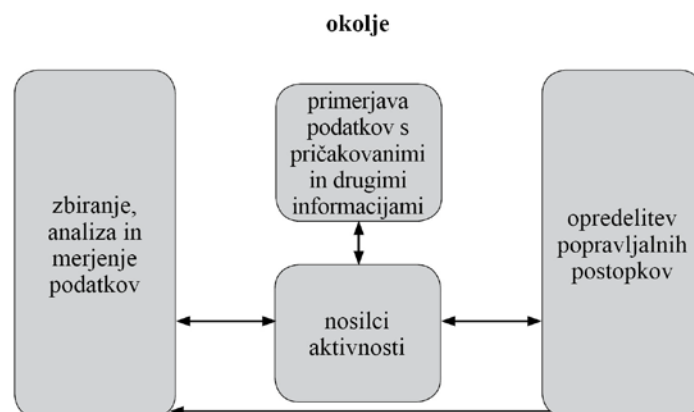 okolje
zbiranje,
analiza in
merjenje
podatkov
primerjava
podatkov s
pričakovanimi
in drugimi
informacijami
nosilci
aktivnosti
opredelitev
popravljalnih
postopkov